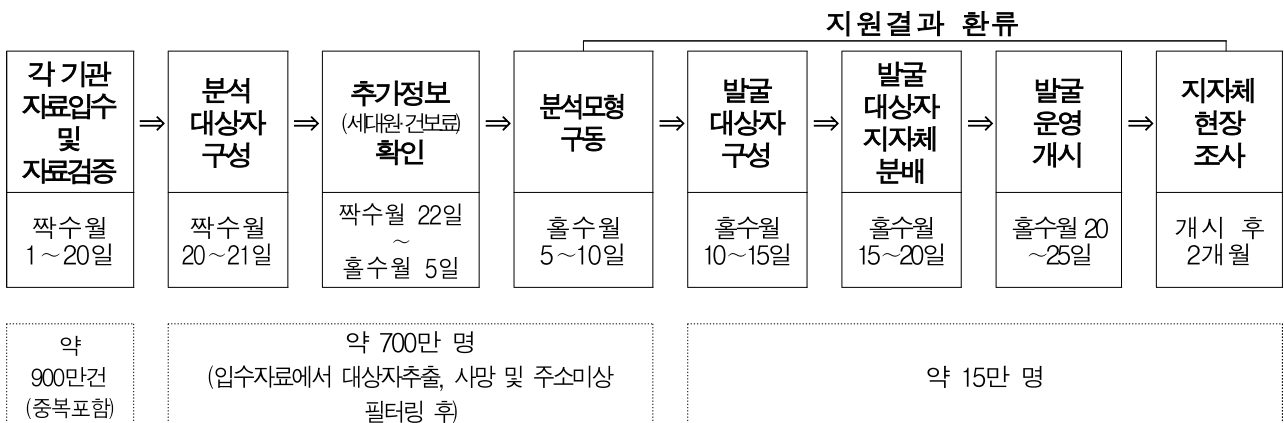 지원결과 환류
각 기관
자료입수
및
자료검증
⇒
분석
대상자
구성
⇒
추가정보
(세대원·건보료)
확인
⇒
분석모형
구동
⇒
발굴
대상자
구성
⇒
발굴
대상자
지자체
분배
⇒
발굴
운영
개시
⇒
지자체
현장
조사
짝수월
1~20일
짝수월
20~21일
짝수월 22일
~
홀수월 5일
홀수월
5~10일
홀수월
10~15일
홀수월
15~20일
홀수월 20
~25일
개시 후
2개월
약
900만건
(중복포함)
약 700만 명
(입수자료에서 대상자추출, 사망 및 주소미상
필터링 후)
약 15만 명